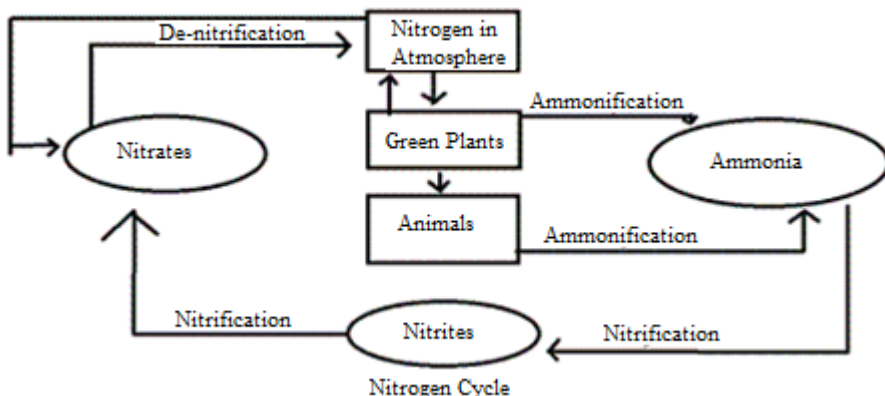 De-nitrification
Nitrogen in
Atmosphere
Ammonification
Nitrates
Green Plants
Ammonia
Animals
Ammonification
Nitrification
Nitrites
Nitrification
Nitrogen Cycle